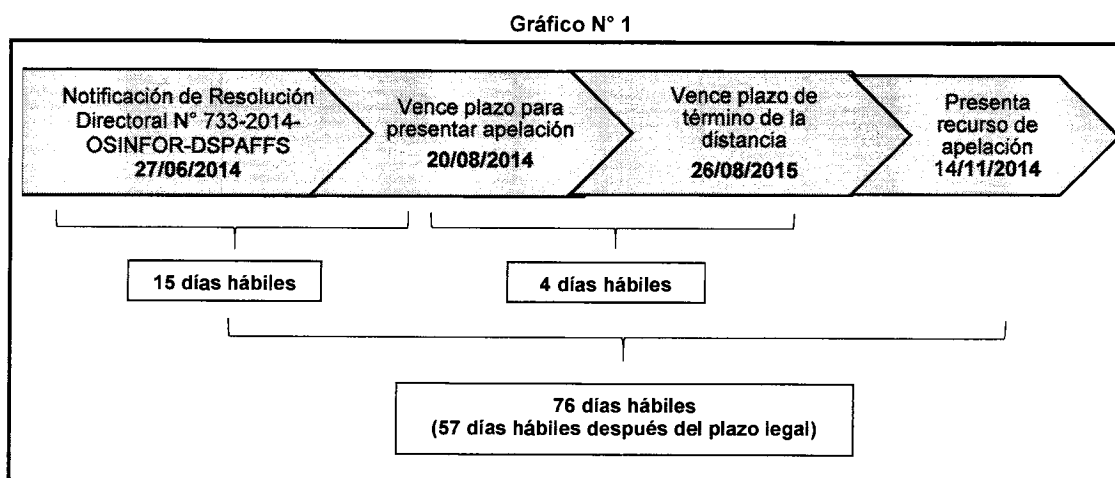 Gráfico N° 1
Notificación de Resolución
Directoral N° 733-2014-
OSINFOR-DSPAFFS
27/06/2014
Vence plazo para
presentar apelación
20/08/2014
Vence plazo de
término de la
distancia
26/08/2015
Presenta
recurso de
apelación
14/11/2014
15 días hábiles
4 días hábiles
76 días hábiles
(57 días hábiles después del plazo legal)